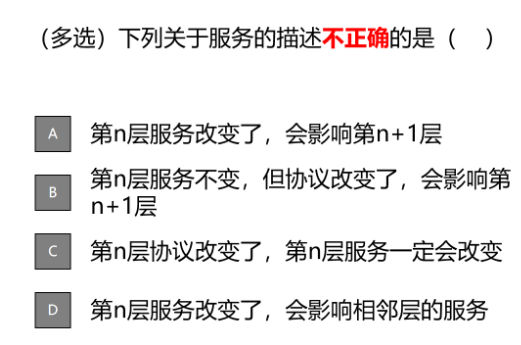 （多选）下列关于服务的描述不正确的是（　）
A 第n层服务改变了，会影响第n+1层
B 第n层服务不变，但协议改变了，会影响第
n+1层
C 第n层协议改变了，第n层服务一定会改变
D 第n层服务改变了，会影响相邻层的服务